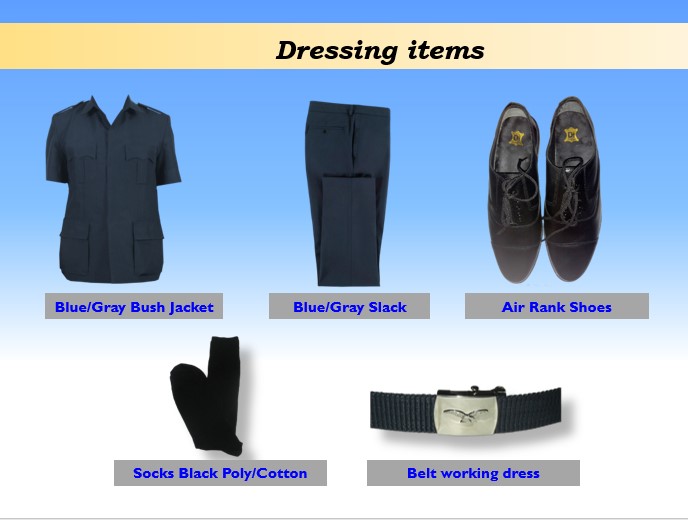 Dressing items
Blue/Gray Bush Jacket
Blue/Gray Slack
Air Rank Shoes
Socks Black Poly/Cotton
Belt working dress